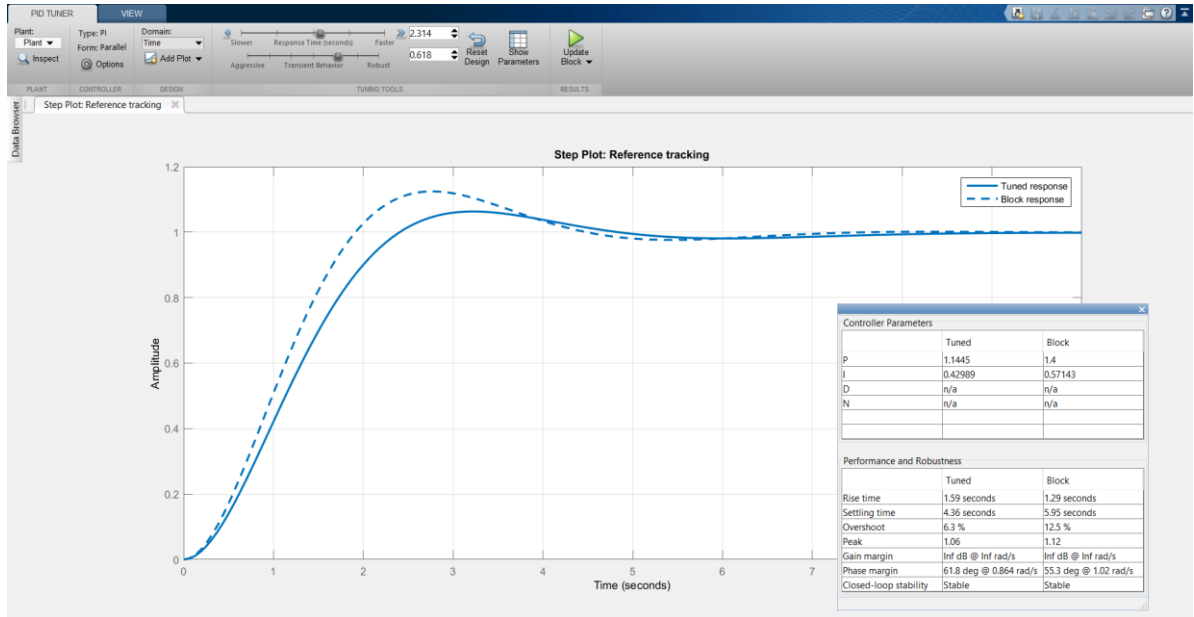 PID TUNER VIEW
Plant:
Plant
Inspect
Type: PI
Form: Parallel
Options
Domain:
Time
Add Plot
Slower Response Time (seconds) Faster
2.314
Aggressive Transient Behavior Robust
0.618
Reset
Design
Show
Parameters
Update
Block
PLANT CONTROLLER DESIGN TUNING TOOLS RESULTS
Data Browser
Step Plot: Reference tracking
Step Plot: Reference tracking
Tuned response
Block response
Amplitude
1.2
1
0.8
0.6
0.4
0.2
0
0 1 2 3 4 5 6 7
Time (seconds)
Controller Parameters
Tuned Block
P 1.1445 1.4
I 0.42989 0.57143
D n/a n/a
N n/a n/a
Performance and Robustness
Tuned Block
Rise time 1.59 seconds 1.29 seconds
Settling time 4.36 seconds 5.95 seconds
Overshoot 6.3 % 12.5 %
Peak 1.06 1.12
Gain margin Inf dB @ Inf rad/s Inf dB @ Inf rad/s
Phase margin 61.8 deg @ 0.864 rad/s 55.3 deg @ 1.02 rad/s
Closed-loop stability Stable Stable